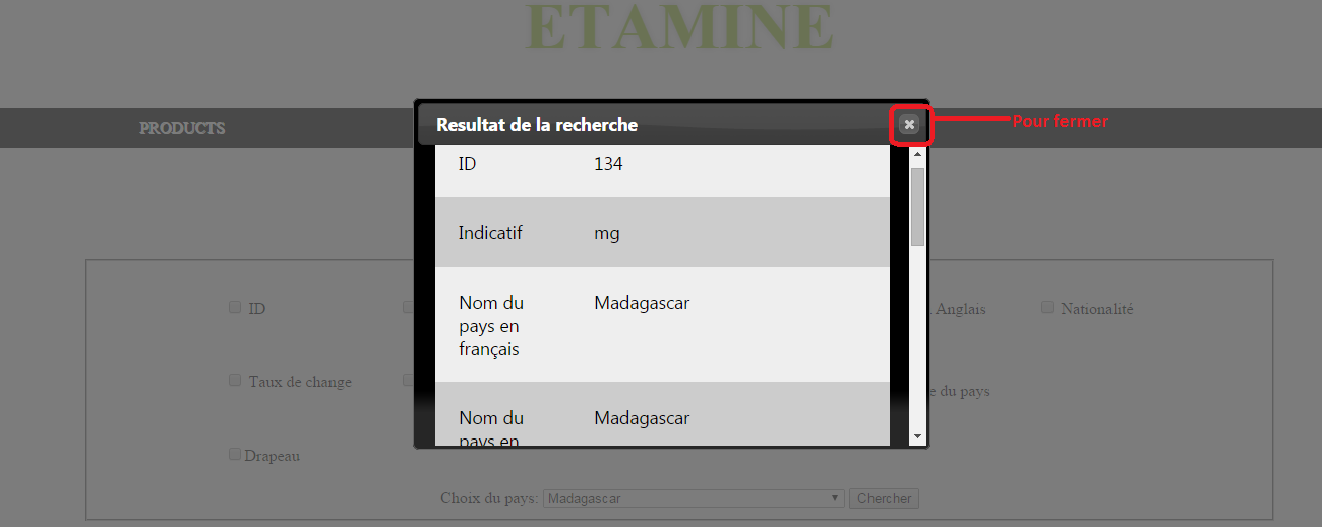 ETAMINE
PRODUCTS
Resultat de la recherche
Pour fermer
ID 134
Indicatif mg
Nom du Madagascar
pays en
français
Nom du Madagascar
pays en
ID
Anglais
Nationalité
Taux de change
du pays
Drapeau
Choix du pays: Madagascar Chercher